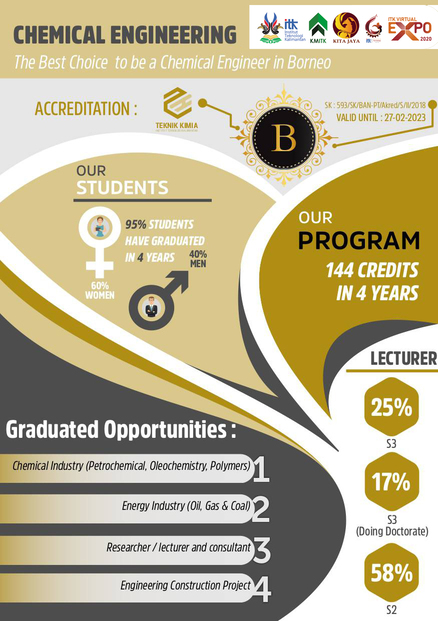 CHEMICAL ENGINEERING
The Best Choice to be a Chemical Engineer in Borneo
itk
Institut
Teknologi
Kalimantan
KMITK
KITA JAYA
ITK VIRTUAL
EXPO
2020
ACCREDITATION :
TEKNIK KIMIA
B
SK : 593/SK/BAN-PT/Akred/S/II/2018
VALID UNTIL : 27-02-2023
OUR
STUDENTS
95% STUDENTS
HAVE GRADUATED
IN 4 YEARS
40%
MEN
60%
WOMEN
OUR
PROGRAM
144 CREDITS
IN 4 YEARS
LECTURER
25%
S3
17%
S3
(Doing Doctorate)
58%
S2
Graduated Opportunities :
Chemical Industry (Petrochemical, Oleochemistry, Polymers) 1
Energy Industry (Oil, Gas & Coal) 2
Researcher / lecturer and consultant 3
Engineering Construction Project 4